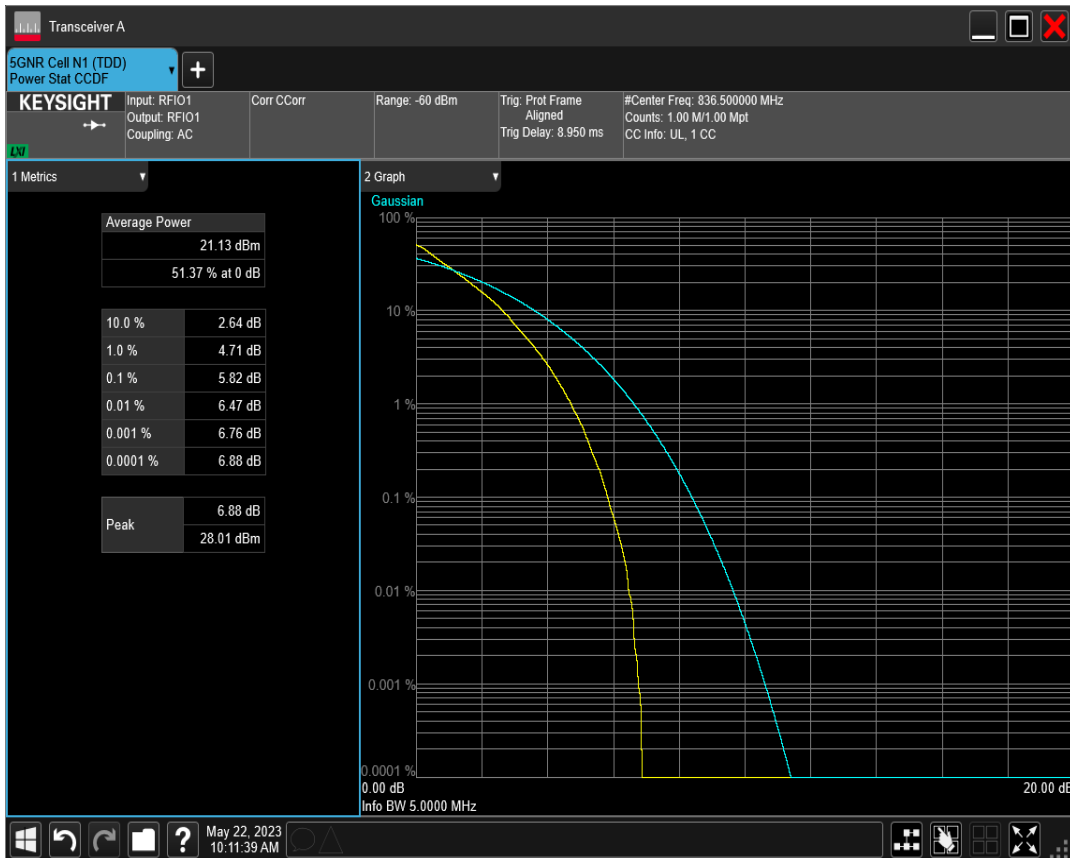 Transceiver A
5GNR Cell N1 (TDD)
Power Stat CCDF
KEYSIGHT
LXI
Input: RFIO1
Output: RFIO1
Coupling: AC
Corr CCorr
Range: -60 dBm
Trig: Prot Frame
Aligned
Trig Delay: 8.950 ms
#Center Freq: 836.500000 MHz
Counts: 1.00 M/1.00 Mpt
CC Info: UL, 1 CC
1 Metrics
Average Power
21.13 dBm
51.37 % at 0 dB
10.0 % 2.64 dB
1.0 % 4.71 dB
0.1 % 5.82 dB
0.01 % 6.47 dB
0.001 % 6.76 dB
0.0001 % 6.88 dB
Peak 6.88 dB
28.01 dBm
2 Graph
Gaussian
100 %
10 %
1 %
0.1 %
0.01 %
0.001 %
0.0001 %
0.00 dB 20.00 dB
Info BW 5.0000 MHz
? May 22, 2023
10:11:39 AM